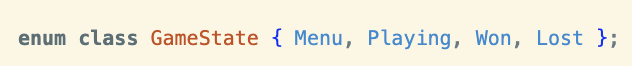 enum class GameState { Menu, Playing, Won, Lost };